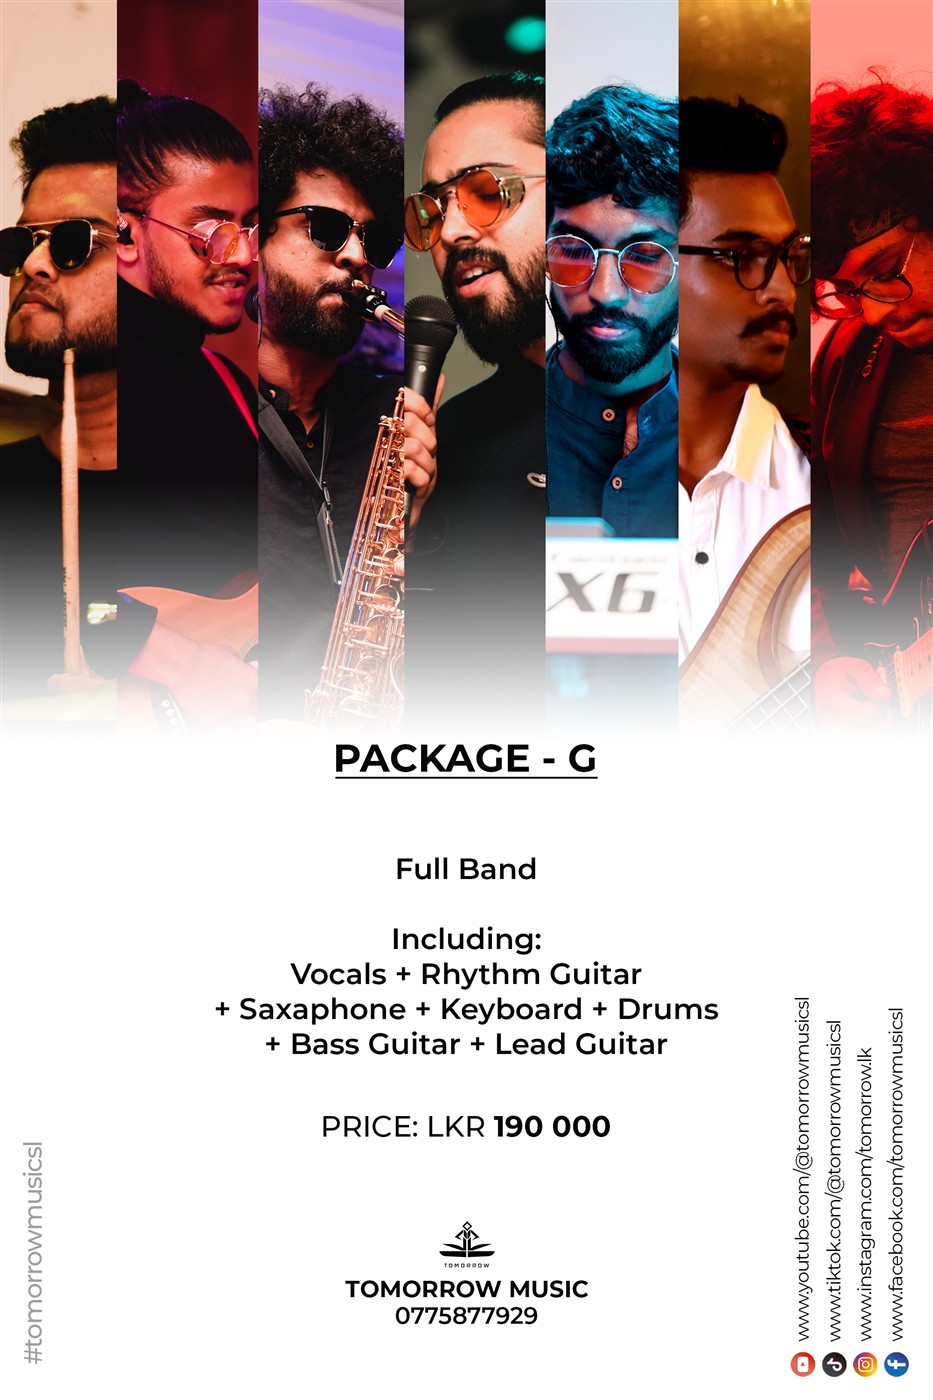 X6
PACKAGE - G
Full Band
Including:
Vocals + Rhythm Guitar
+ Saxaphone + Keyboard + Drums
+ Bass Guitar + Lead Guitar
PRICE: LKR 190 000
TOMORROW
TOMORROW MUSIC
0775877929
#tomorrowmusicsl
www.youtube.com/@tomorrowmusicsl
www.tiktok.com/@tomorrowmusicsl
www.instagram.com/tomorrow.lk
www.facebook.com/tomorrowmusicsl